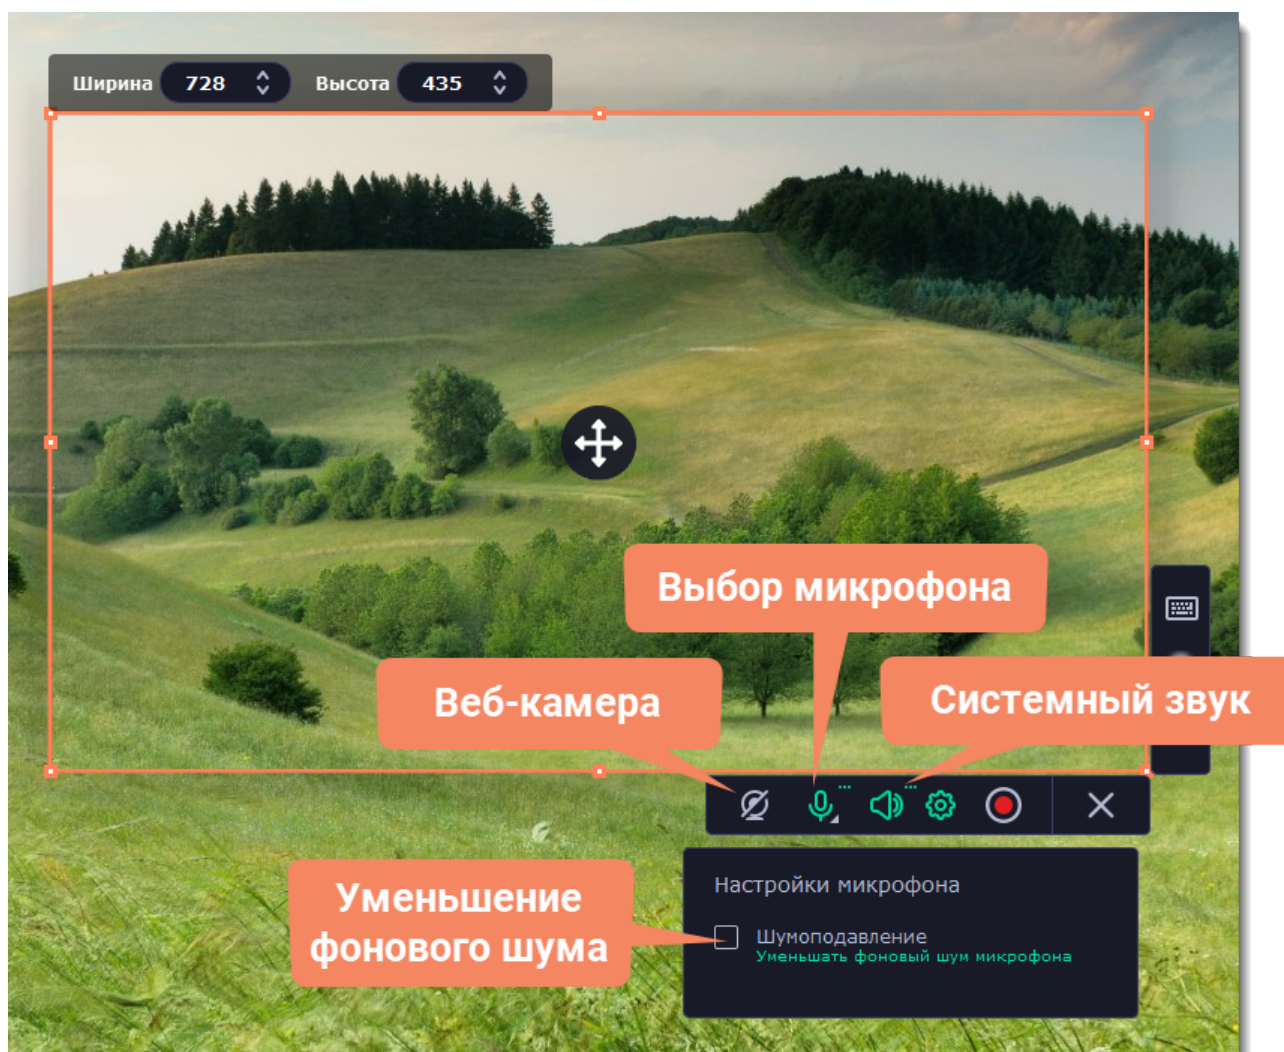 Ширина 728 Высота 435
Выбор микрофона
Веб-камера
Системный звук
Уменьшение
фонового шума
Настройки микрофона
Шумоподавление
Уменьшать фоновый шум микрофона